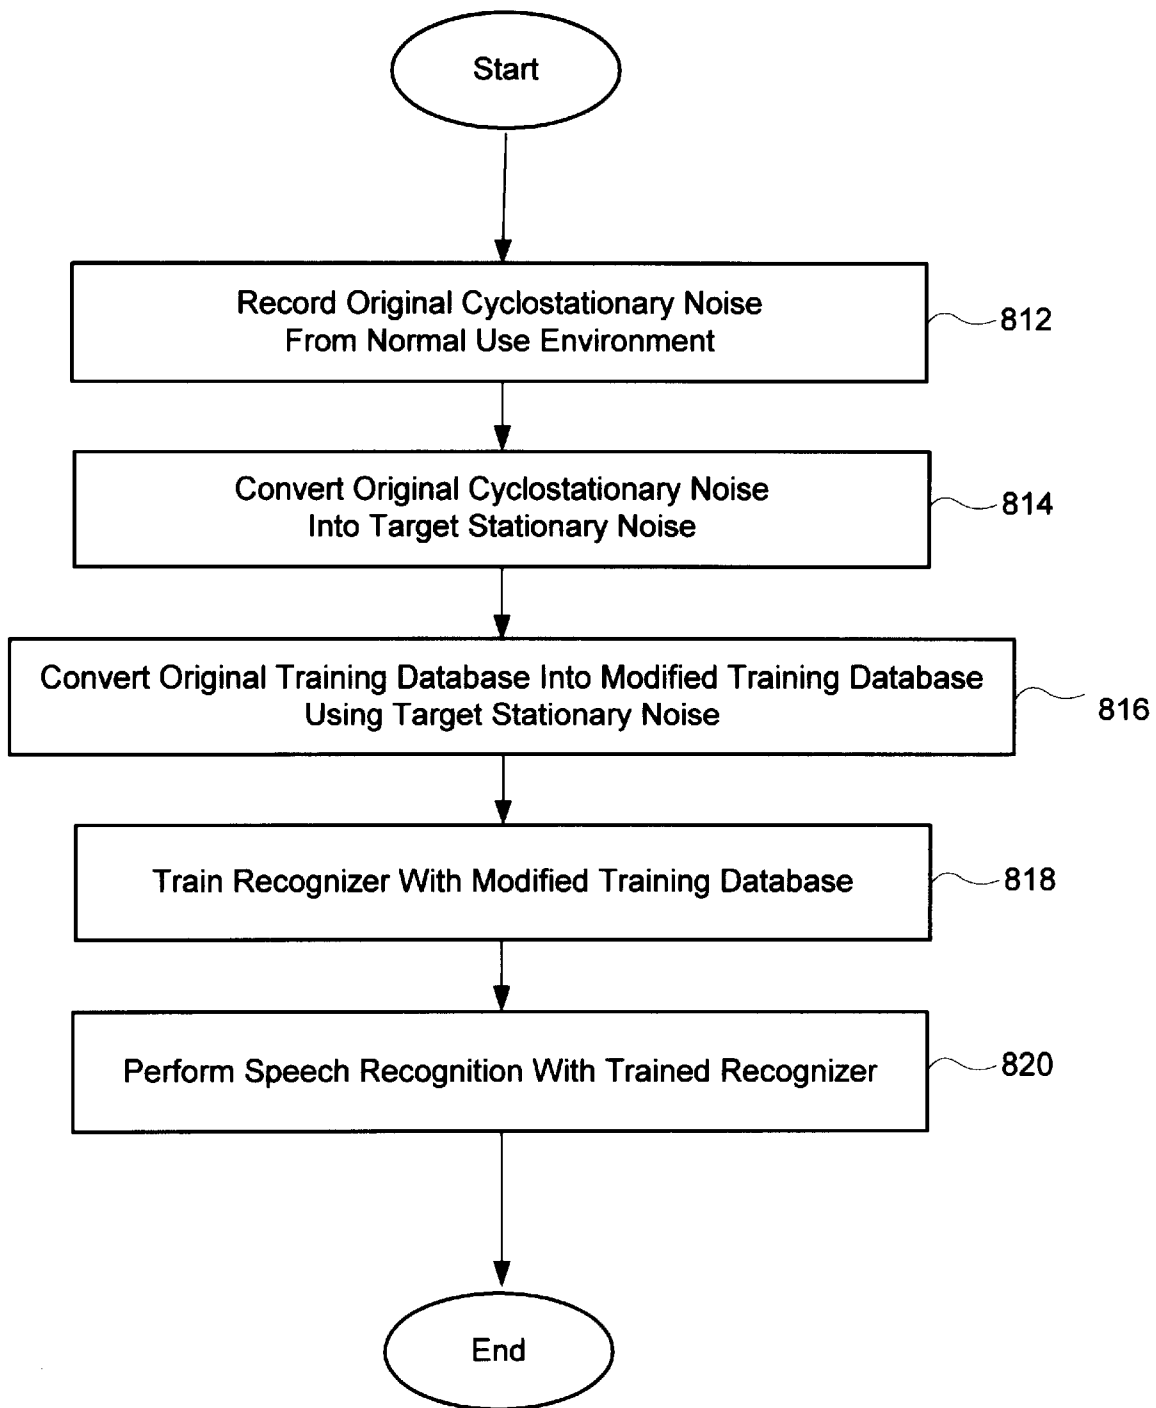 Start
Record Original Cyclostationary Noise
From Normal Use Environment
812
Convert Original Cyclostationary Noise
Into Target Stationary Noise
814
Convert Original Training Database Into Modified Training Database
Using Target Stationary Noise
816
Train Recognizer With Modified Training Database
818
Perform Speech Recognition With Trained Recognizer
820
End